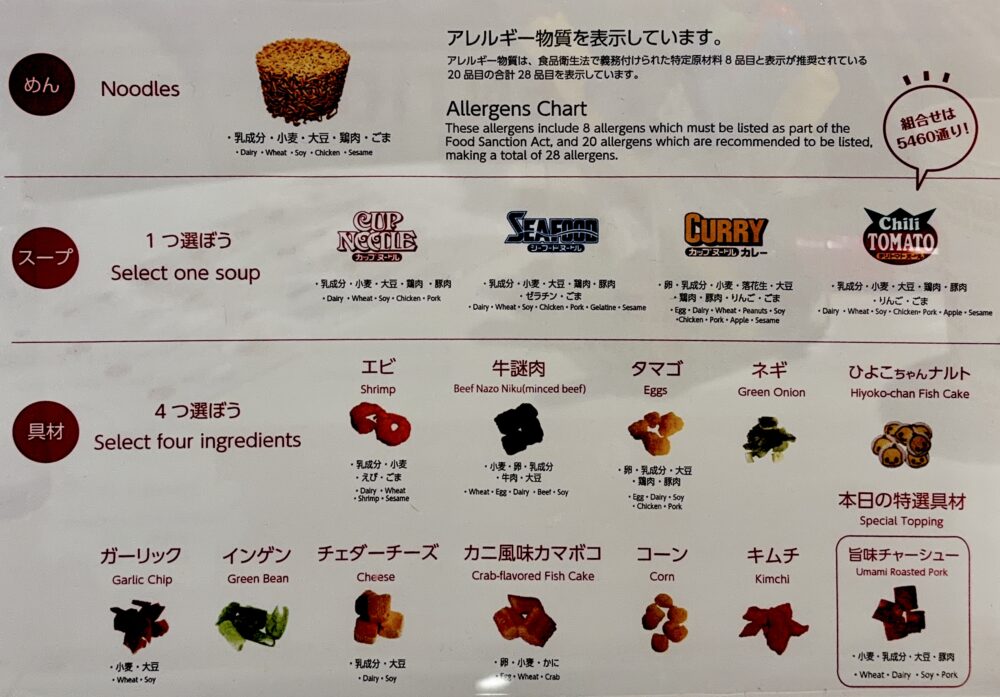 めん
Noodles
・乳成分・小麦・大豆・鶏肉・ごま
・Dairy ・Wheat ・Soy ・Chicken ・Sesame
アレルギー物質を表示しています。
アレルギー物質は、食品衛生法で義務付けられた特定原材料8品目と表示が推奨されている
20品目の合計28品目を表示しています。
Allergens Chart
These allergens include 8 allergens which must be listed as part of the
Food Sanction Act, and 20 allergens which are recommended to be listed,
making a total of 28 allergens.
組合せは
5460通り!
スープ
1つ選ぼう
Select one soup
CUP
NOODLE
カップヌードル
・乳成分・小麦・大豆・鶏肉・豚肉
・Dairy ・Wheat・Soy・Chicken・Pork
SEAFOOD
シーフードヌードル
・乳成分・小麦・大豆・鶏肉・豚肉
・ゼラチン・ごま
・Dairy・Wheat・Soy・Chicken・Pork・Gelatine・Sesame
CURRY
カップヌードル カレー
・卵・乳成分・小麦・落花生・大豆
・鶏肉・豚肉・りんご・ごま
・Egg・Dairy・Wheat・Peanuts・Soy
・Chicken・Pork・Apple・Sesame
Chili
TOMATO
チリトマトヌードル
・乳成分・小麦・大豆・鶏肉・豚肉
・りんご・ごま
・Dairy ・Wheat・Soy・Chicken・Pork・Apple・Sesame
具材
4つ選ぼう
Select four ingredients
エビ
Shrimp
・乳成分・小麦
・えび・ごま
・Dairy ・Wheat
・Shrimp・Sesame
牛謎肉
Beef Nazo Niku(minced beef)
・小麦・卵・乳成分
・牛肉・大豆
・Wheat・Egg・Dairy ・Beef・Soy
タマゴ
Eggs
・卵・乳成分・大豆
・鶏肉・豚肉
・Egg・Dairy・Soy
・Chicken・Pork
ネギ
Green Onion
ひよこちゃんナルト
Hiyoko-chan Fish Cake
本日の特選具材
Special Topping
ガーリック
Garlic Chip
・小麦・大豆
・Wheat・Soy
インゲン
Green Bean
チェダーチーズ
Cheese
・乳成分・大豆
・Dairy・Soy
カニ風味カマボコ
Crab-flavored Fish Cake
・卵・小麦・かに
・Egg・Wheat・Crab
コーン
Corn
キムチ
Kimchi
旨味チャーシュー
Umami Roasted Pork
・小麦・乳成分・大豆・豚肉
・Wheat・Dairy ・Soy・Pork